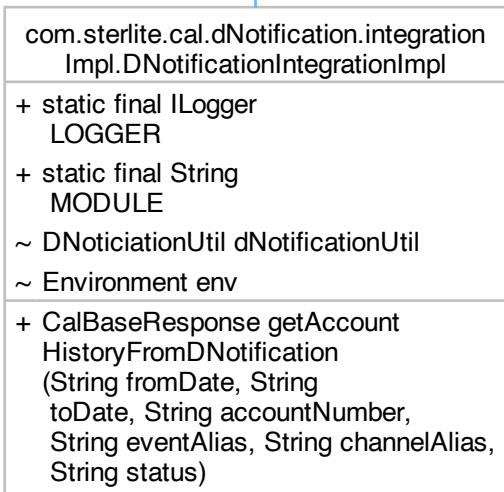 com.sterlite.cal.dNotification.integration
Impl.DNotificationIntegrationImpl
+ static final ILogger
LOGGER
+ static final String
MODULE
~ DNoticiationUtil dNotificationUtil
~ Environment env
+ CalBaseResponse getAccount
HistoryFromDNotification
(String fromDate, String
toDate, String accountNumber,
String eventAlias, String channelAlias,
String status)